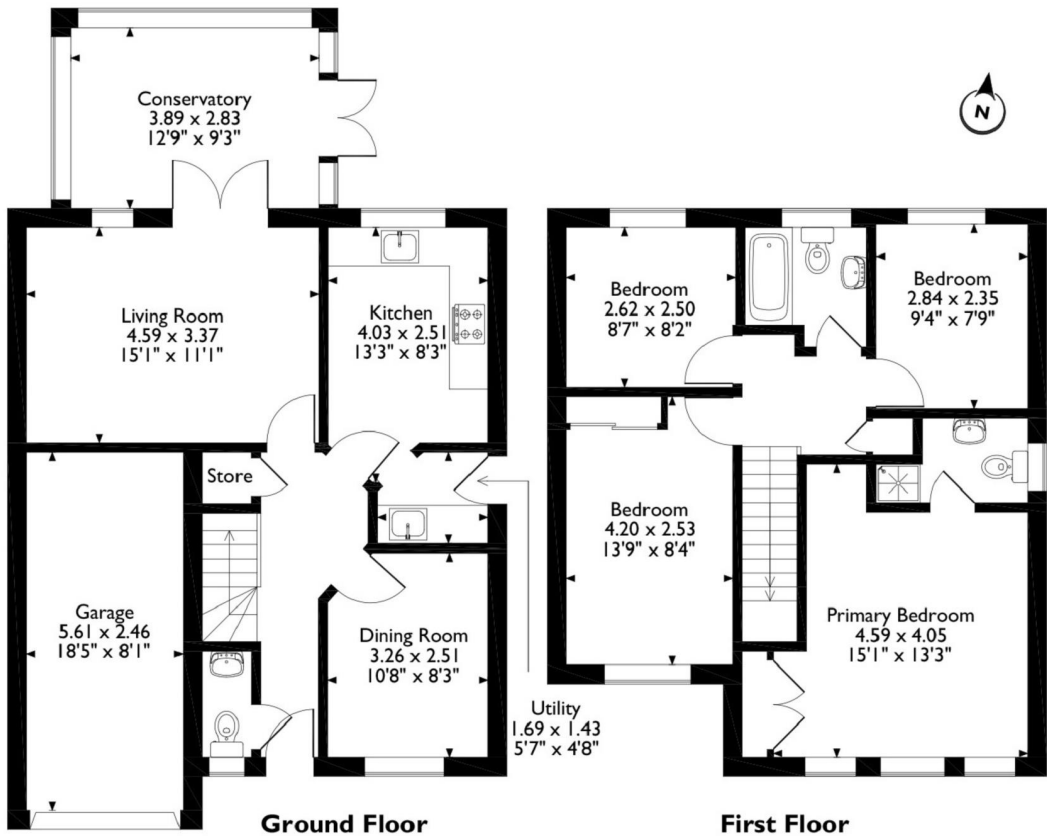 Conservatory
3.89 x 2.83
12'9" x 9'3"
N
Living Room
4.59 x 3.37
15'1" x 11'1"
Kitchen
4.03 x 2.51
13'3" x 8'3"
Bedroom
2.62 x 2.50
8'7" x 8'2"
Bedroom
2.84 x 2.35
9'4" x 7'9"
Store
Bedroom
4.20 x 2.53
13'9" x 8'4"
Garage
5.61 x 2.46
18'5" x 8'1"
Dining Room
3.26 x 2.51
10'8" x 8'3"
Primary Bedroom
4.59 x 4.05
15'1" x 13'3"
Utility
1.69 x 1.43
5'7" x 4'8"
Ground Floor
First Floor